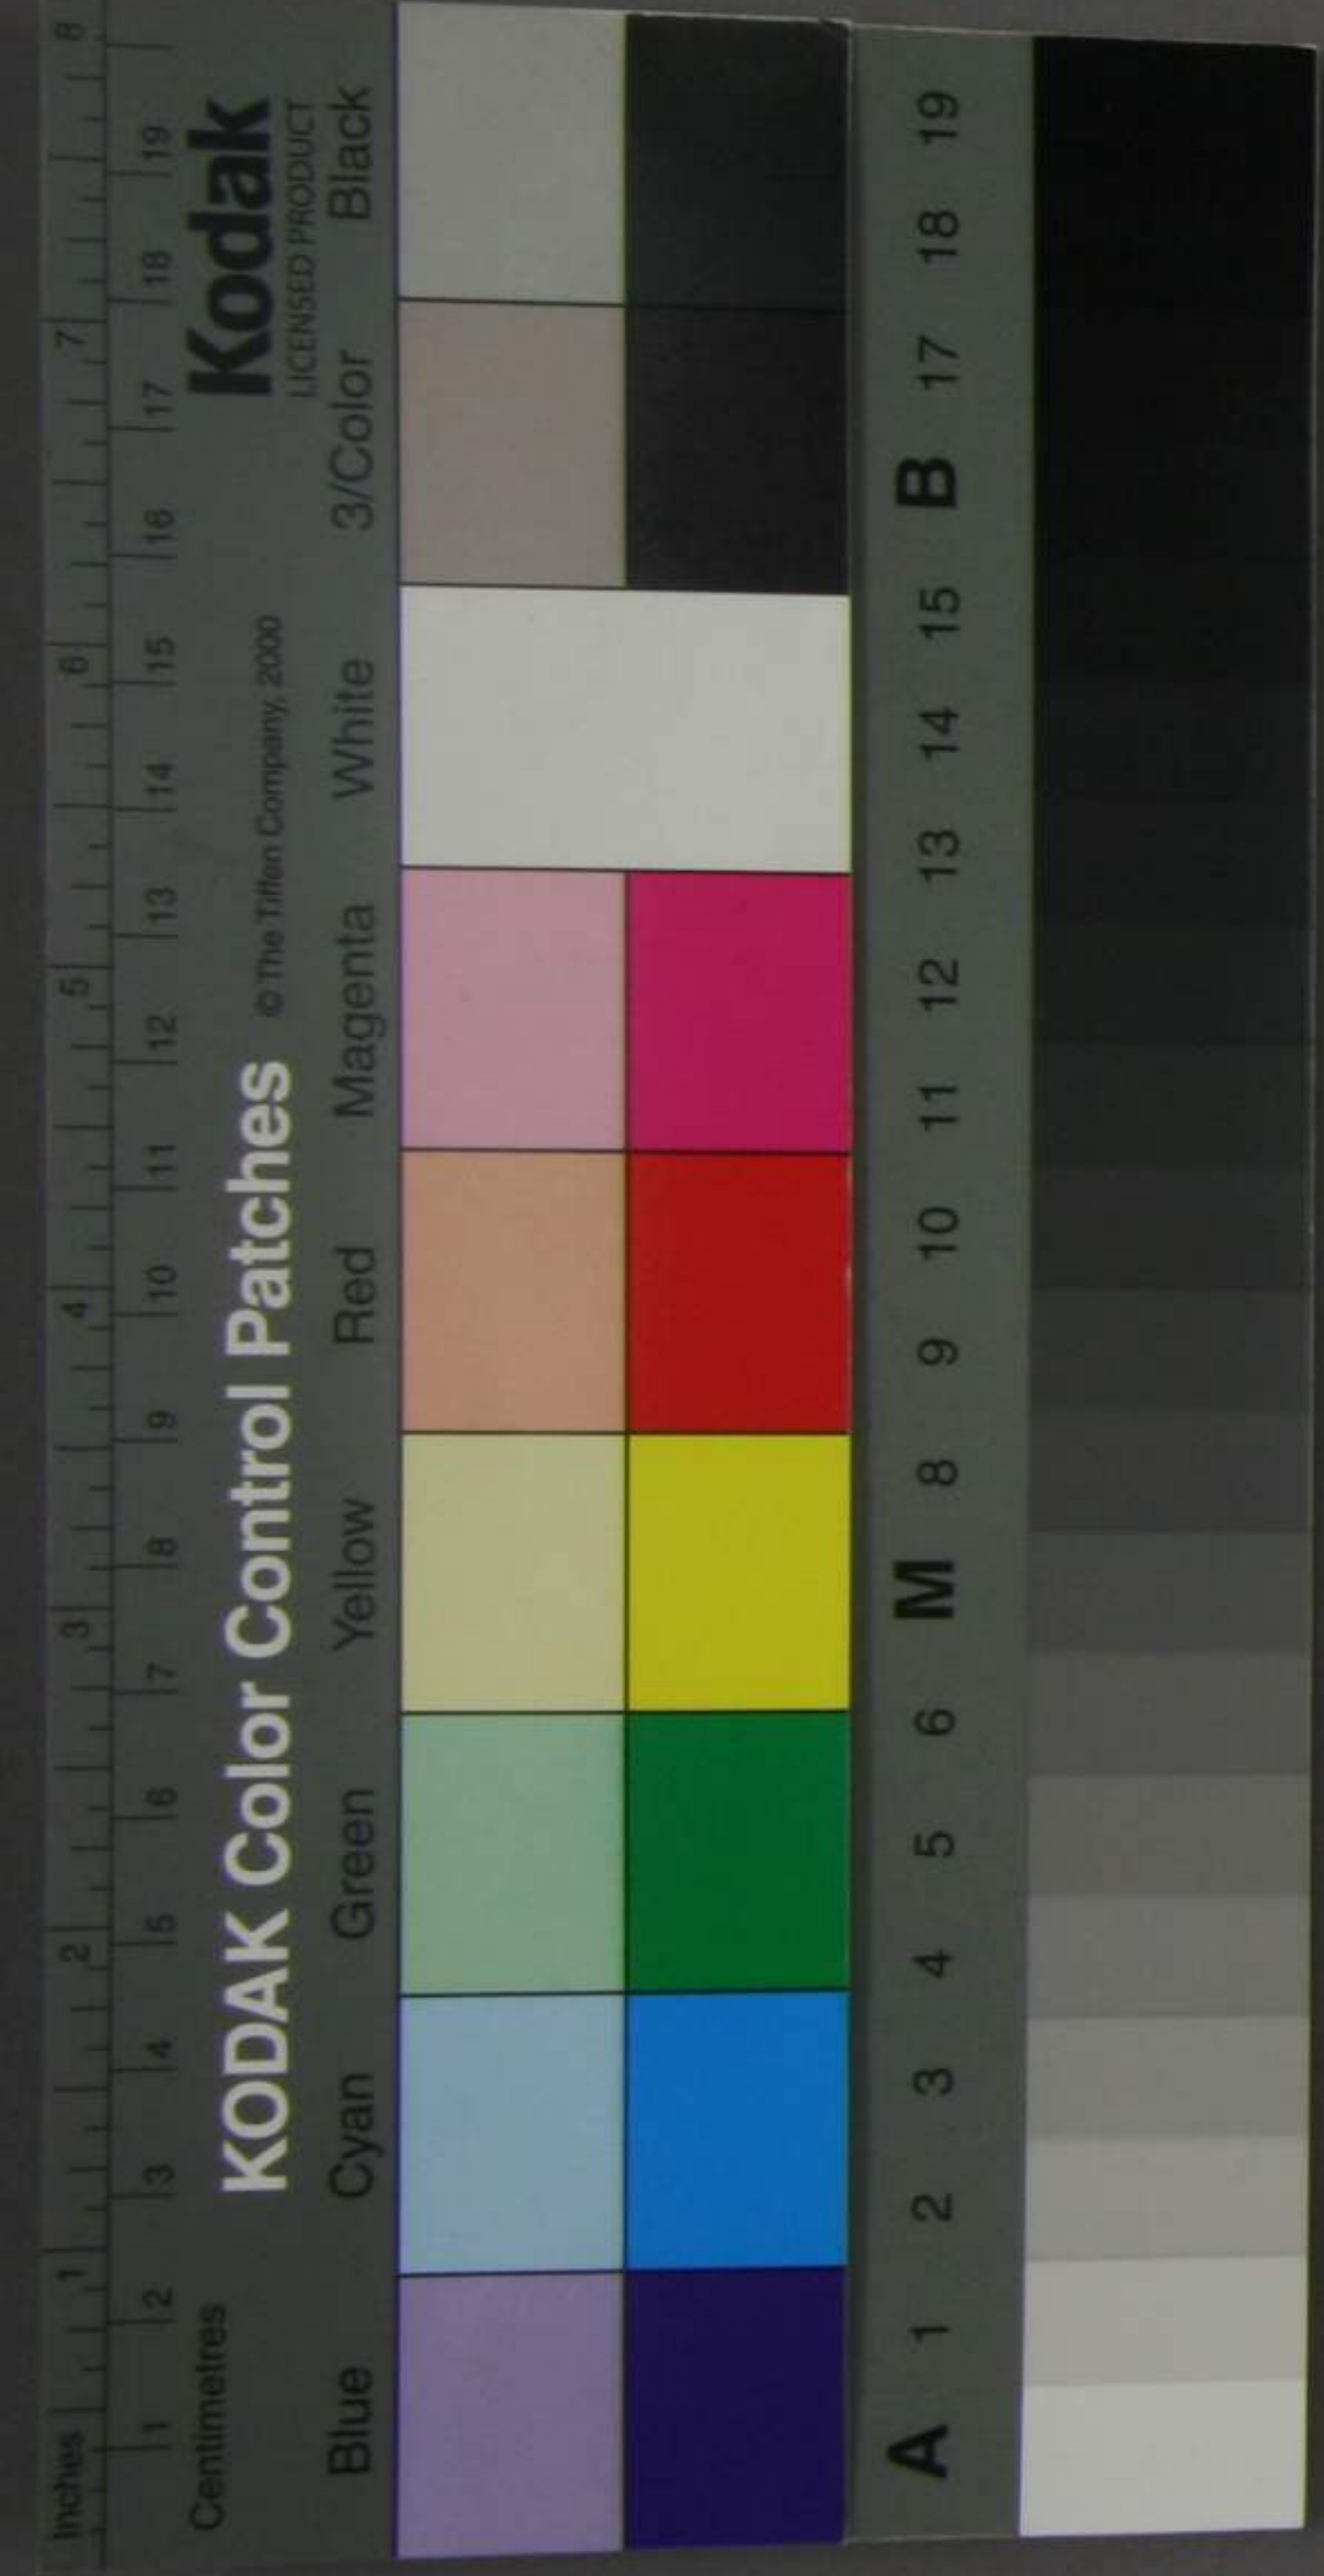 Inches 1 2 3 4 5 6 7 8
1 2 3 4 5 6 7 8 9 10 11 12 13 14 15 16 17 18 19
Centimetres
KODAK Color Control Patches © The Tiffen Company, 2000 Kodak
LICENSED PRODUCT
Blue Cyan Green Yellow Red Magenta White 3/Color Black
A 1 2 3 4 5 6 M 8 9 10 11 12 13 14 15 B 17 18 19